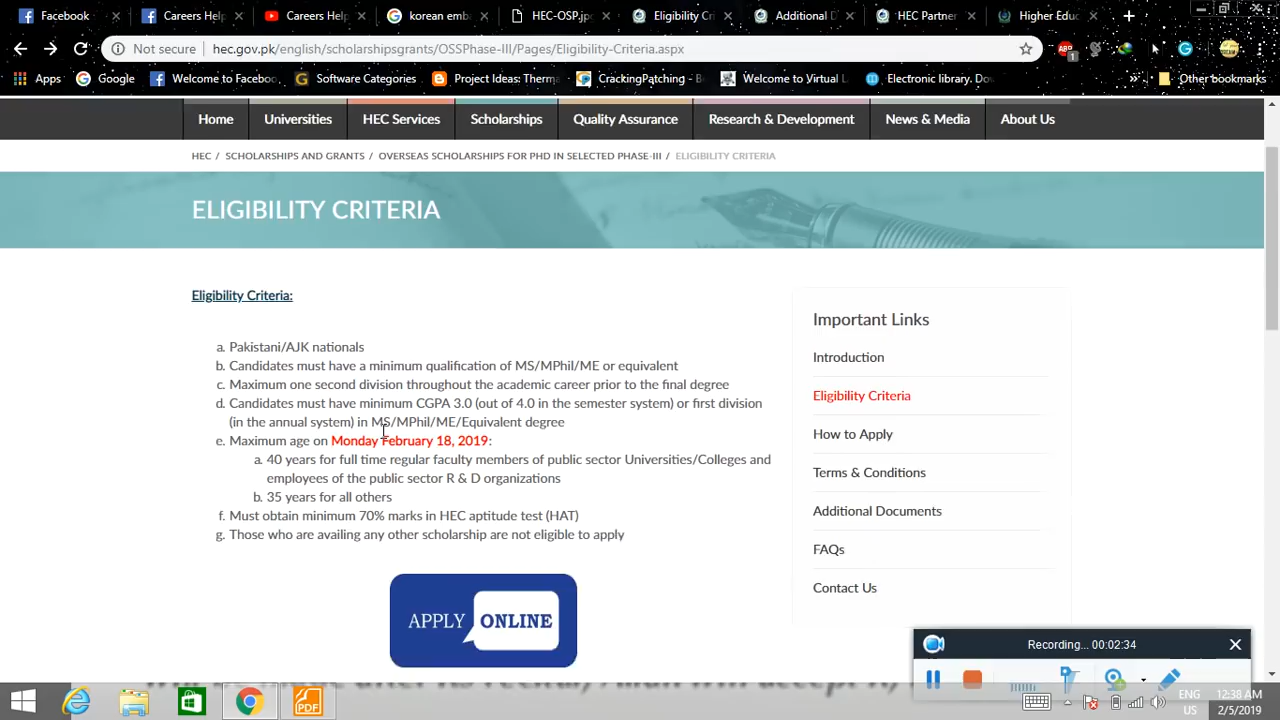 Facebook
Careers Help
Careers Help
korean emb
HEC-OSP.jp
Eligibility Cr
Additional D
HEC Partner
Higher Educ
Not secure
hec.gov.pk/english/scholarshipsgrants/OSSPhase-III/Pages/Eligibility-Criteria.aspx
ABP
1
Apps
Google
Welcome to Faceboo
Software Categories
Project Ideas: Therma
CrackingPatching - Be
Welcome to Virtual L
Electronic library. Do
Other bookmarks
Home
Universities
HEC Services
Scholarships
Quality Assurance
Research & Development
News & Media
About Us
HEC / SCHOLARSHIPS AND GRANTS / OVERSEAS SCHOLARSHIPS FOR PHD IN SELECTED PHASE-III / ELIGIBILITY CRITERIA
ELIGIBILITY CRITERIA
Eligibility Criteria:
a. Pakistani/AJK nationals
b. Candidates must have a minimum qualification of MS/MPhil/ME or equivalent
c. Maximum one second division throughout the academic career prior to the final degree
d. Candidates must have minimum CGPA 3.0 (out of 4.0 in the semester system) or first division
(in the annual system) in MS/MPhil/ME/Equivalent degree
e. Maximum age on Monday February 18, 2019:
a. 40 years for full time regular faculty members of public sector Universities/Colleges and
employees of the public sector R & D organizations
b. 35 years for all others
f. Must obtain minimum 70% marks in HEC aptitude test (HAT)
g. Those who are availing any other scholarship are not eligible to apply
APPLY ONLINE
Important Links
Introduction
Eligibility Criteria
How to Apply
Terms & Conditions
Additional Documents
FAQs
Contact Us
Recording... 00:02:34
PDF
ENG
US
12:38 AM
2/5/2019